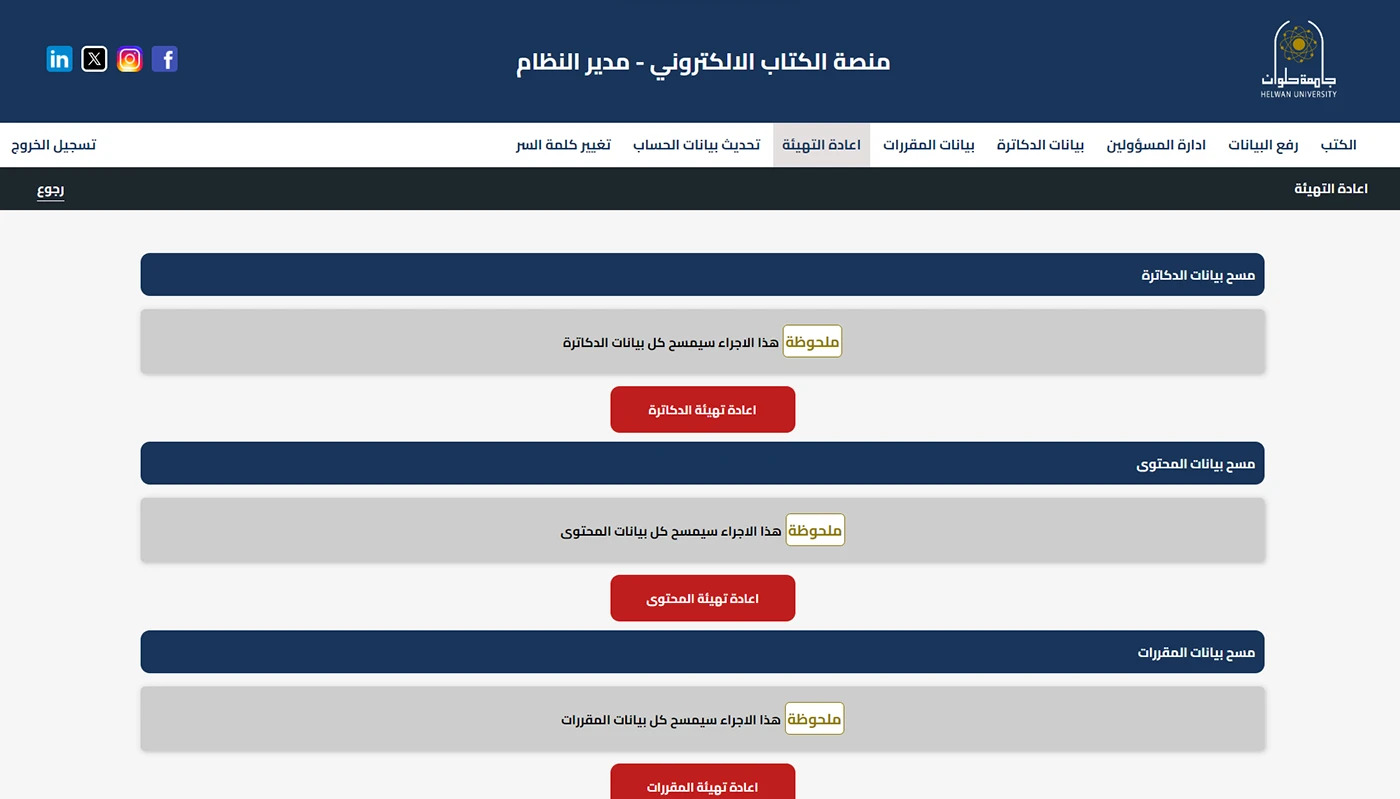 جامعة حلوان
HELWAN UNIVERSITY
منصة الكتاب الالكتروني - مدير النظام
in X f
الكتب رفع البيانات ادارة المسؤولين بيانات الدكاترة بيانات المقررات اعادة التهيئة تحديث بيانات الحساب تغيير كلمة السر تسجيل الخروج
اعادة التهيئة رجوع
مسح بيانات الدكاترة
ملحوظة هذا الاجراء سيمسح كل بيانات الدكاترة
اعادة تهيئة الدكاترة
مسح بيانات المحتوى
ملحوظة هذا الاجراء سيمسح كل بيانات المحتوى
اعادة تهيئة المحتوى
مسح بيانات المقررات
ملحوظة هذا الاجراء سيمسح كل بيانات المقررات
اعادة تهيئة المقررات